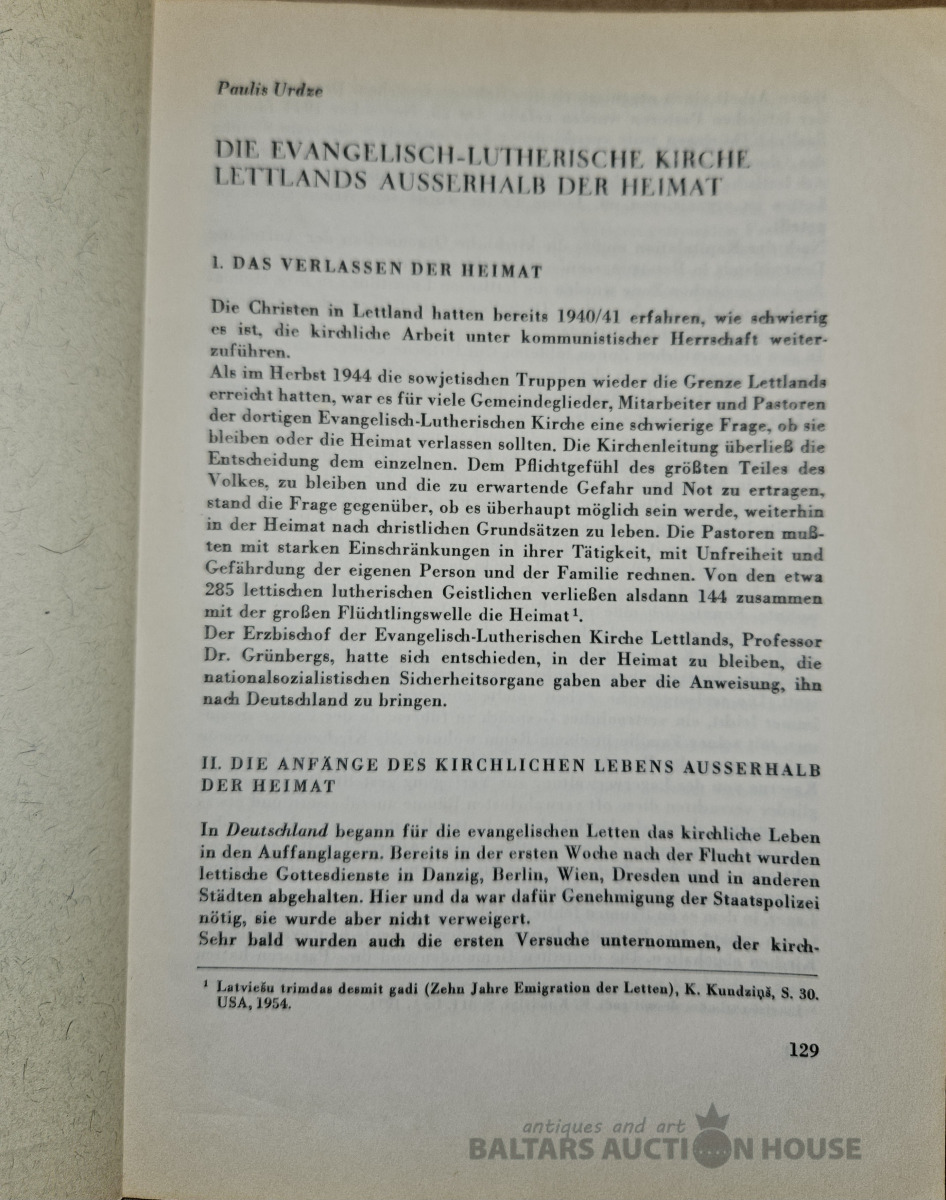 Paulis Urdze
DIE EVANGELISCH-LUTHERISCHE KIRCHE
LETTLANDS AUSSERHALB DER HEIMAT
I. DAS VERLASSEN DER HEIMAT
Die Christen in Lettland hatten bereits 1940/41 erfahren, wie schwierig
es ist, die kirchliche Arbeit unter kommunistischer Herrschaft weiter-
zuführen.
Als im Herbst 1944 die sowjetischen Truppen wieder die Grenze Lettlands
erreicht hatten, war es für viele Gemeindeglieder, Mitarbeiter und Pastoren
der dortigen Evangelisch-Lutherischen Kirche eine schwierige Frage, ob sie
bleiben oder die Heimat verlassen sollten. Die Kirchenleitung überließ die
Entscheidung dem einzelnen. Dem Pflichtgefühl des größten Teiles des
Volkes, zu bleiben und die zu erwartende Gefahr und Not zu ertragen,
stand die Frage gegenüber, ob es überhaupt möglich sein werde, weiterhin
in der Heimat nach christlichen Grundsätzen zu leben. Die Pastoren muß-
ten mit starken Einschränkungen in ihrer Tätigkeit, mit Unfreiheit und
Gefährdung der eigenen Person und der Familie rechnen. Von den etwa
285 lettischen lutherischen Geistlichen verließen alsdann 144 zusammen
mit der großen Flüchtlingswelle die Heimat¹.
Der Erzbischof der Evangelisch-Lutherischen Kirche Lettlands, Professor
Dr. Grünbergs, hatte sich entschieden, in der Heimat zu bleiben, die
nationalsozialistischen Sicherheitsorgane gaben aber die Anweisung, ihn
nach Deutschland zu bringen.
II. DIE ANFÄNGE DES KIRCHLICHEN LEBENS AUSSERHALB
DER HEIMAT
In Deutschland begann für die evangelischen Letten das kirchliche Leben
in den Auffanglagern. Bereits in der ersten Woche nach der Flucht wurden
lettische Gottesdienste in Danzig, Berlin, Wien, Dresden und in anderen
Städten abgehalten. Hier und da war dafür Genehmigung der Staatspolizei
nötig, sie wurde aber nicht verweigert.
Sehr bald wurden auch die ersten Versuche unternommen, der kirch-
¹ Latviešu trimdas desmit gadi (Zehn Jahre Emigration der Letten), K. Kundziņš, S. 30.
USA, 1954.
129
antiques and art
BALTARS AUCTION HOUSE